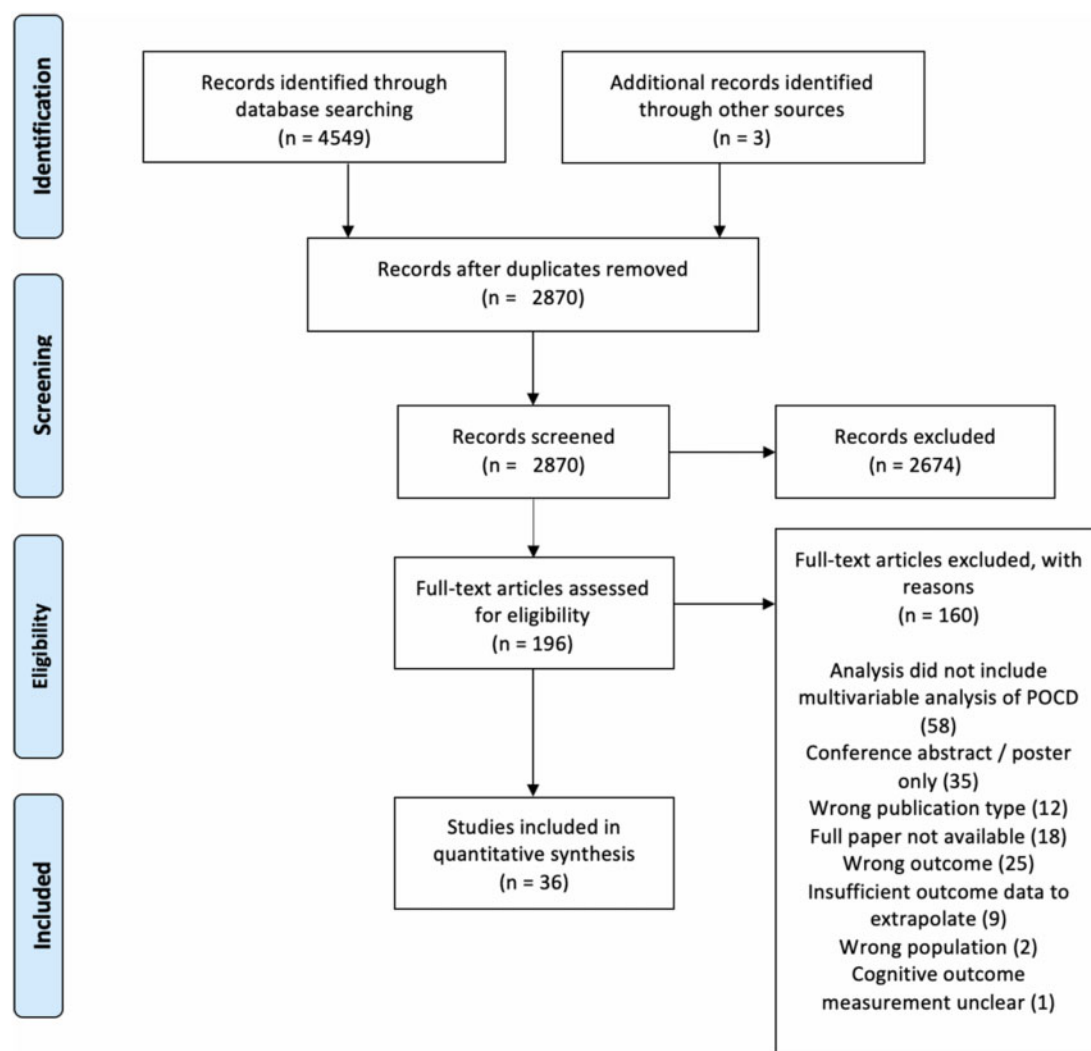 Identification
Records identified through
database searching
(n = 4549)
Additional records identified
through other sources
(n = 3)
Records after duplicates removed
(n = 2870)
Screening
Records screened
(n = 2870)
Records excluded
(n = 2674)
Eligibility
Full-text articles assessed
for eligibility
(n = 196)
Full-text articles excluded, with
reasons
(n = 160)
Analysis did not include
multivariable analysis of POCD
(58)
Conference abstract / poster
only (35)
Wrong publication type (12)
Full paper not available (18)
Wrong outcome (25)
Insufficient outcome data to
extrapolate (9)
Wrong population (2)
Cognitive outcome
measurement unclear (1)
Included
Studies included in
quantitative synthesis
(n = 36)